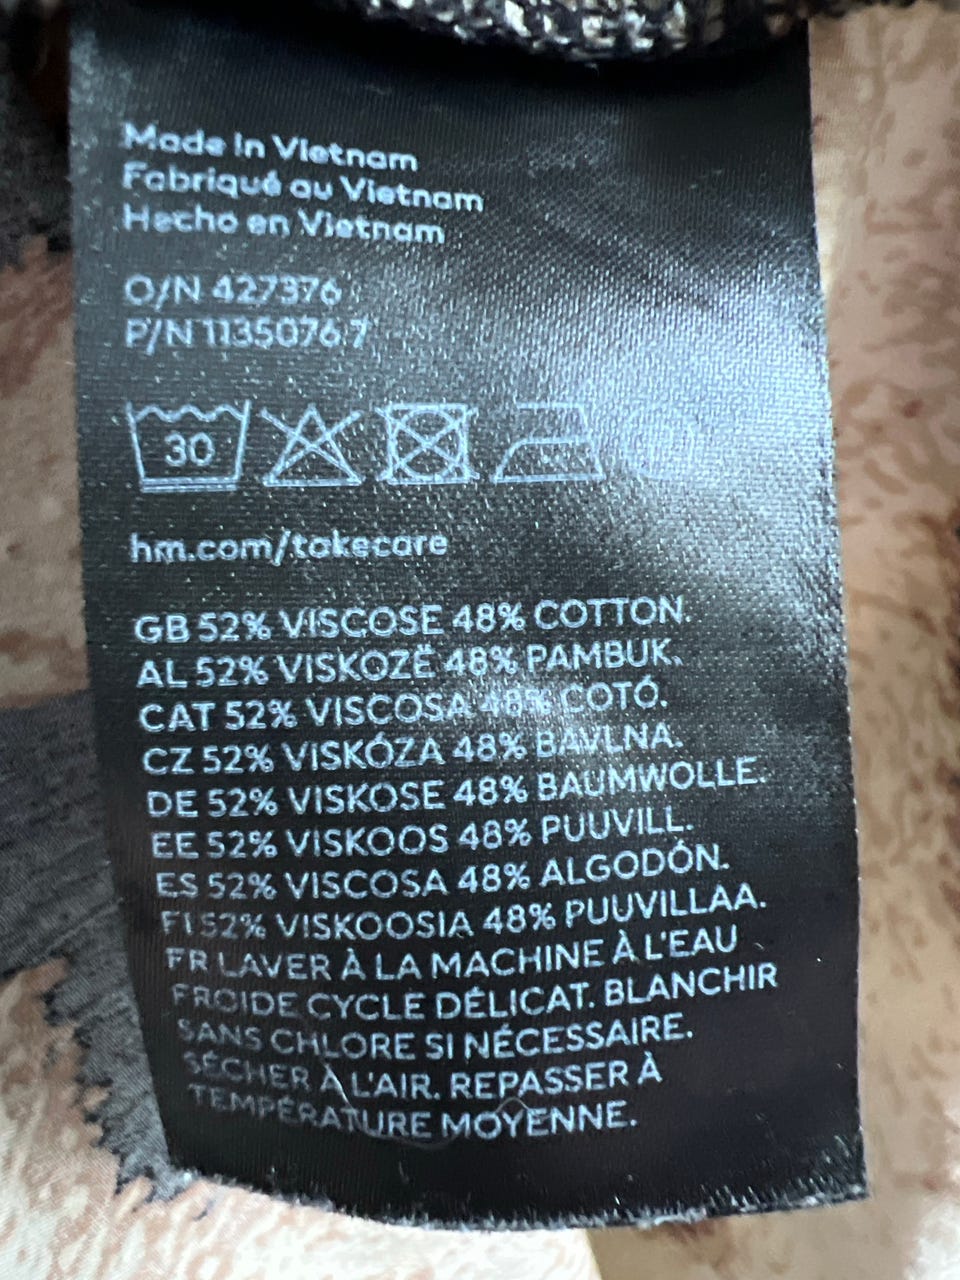 Made in Vietnam
Fabriqué au Vietnam
Hecho en Vietnam
O/N 427376
P/N 1135076 7
30
hm.com/takecare
GB 52% VISCOSE 48% COTTON.
AL 52% VISKOZË 48% PAMBUK.
CAT 52% VISCOSA 48% COTÓ.
CZ 52% VISKÓZA 48% BAVLNA.
DE 52% VISKOSE 48% BAUMWOLLE.
EE 52% VISKOOS 48% PUUVILL.
ES 52% VISCOSA 48% ALGODÓN.
FI 52% VISKOOSIA 48% PUUVILLAA.
FR LAVER À LA MACHINE À L'EAU
FROIDE CYCLE DÉLICAT. BLANCHIR
SANS CHLORE SI NÉCESSAIRE.
SÉCHER À L'AIR. REPASSER À
TEMPÉRATURE MOYENNE.